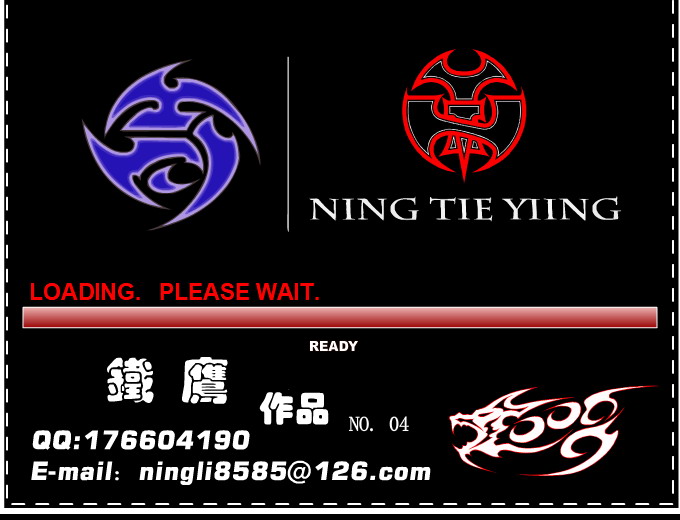 NING TIE YIING
LOADING. PLEASE WAIT.
READY
鐵 鷹
作品 NO. 04
QQ:176604190
E-mail: ningli8585@126.com